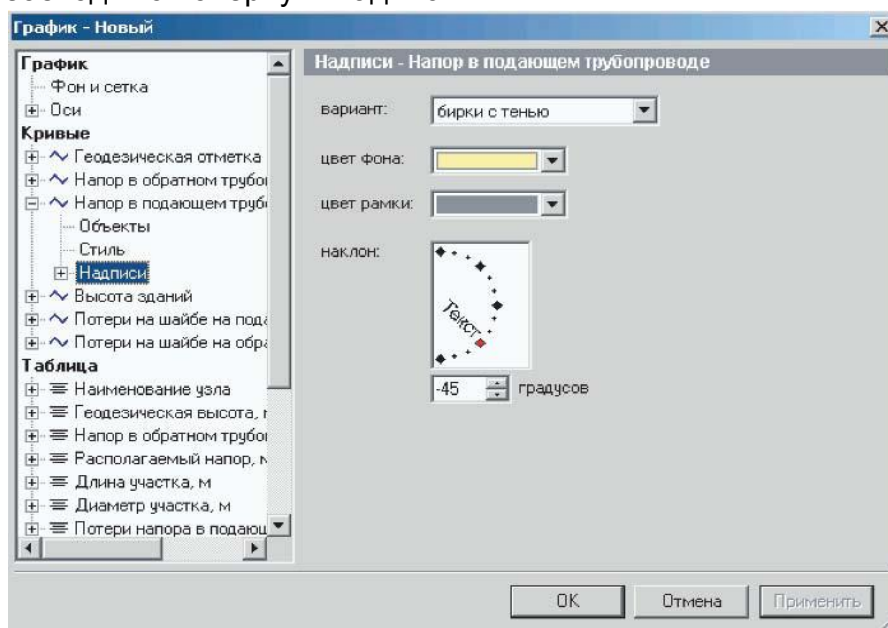 График - Новый
График
Фон и сетка
Оси
Кривые
Геодезическая отметка
Напор в обратном трубо
Напор в подающем труб
Объекты
Стиль
Надписи
Высота зданий
Потери на шайбе на пода
Потери на шайбе на обра
Таблица
Наименование узла
Геодезическая высота,
Напор в обратном трубо
Располагаемый напор,
Длина участка, м
Диаметр участка, м
Потери напора в подающ
Надписи - Напор в подающем трубопроводе
вариант: бирки с тенью
цвет фона:
цвет рамки:
наклон:
Текст
-45 градусов
OK Отмена Применить